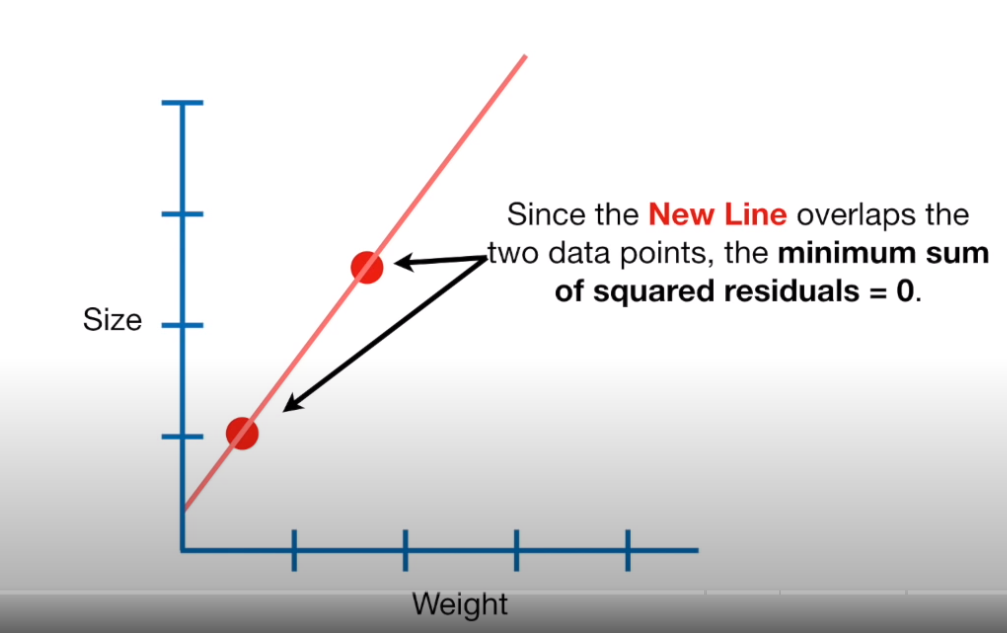 Since the New Line overlaps the
two data points, the minimum sum
of squared residuals = 0.
Size
Weight